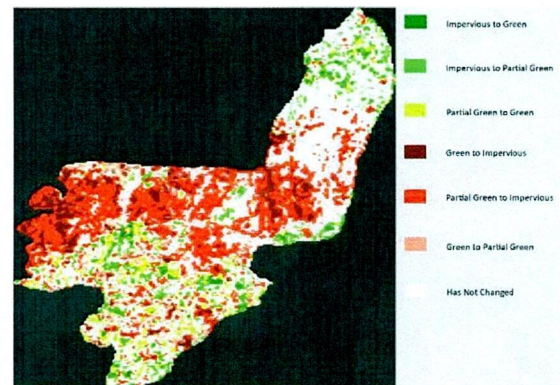 Impervious to Green
Impervious to Partial Green
Partial Green to Green
Green to Impervious
Partial Green to Impervious
Green to Partial Green
Has Not Changed